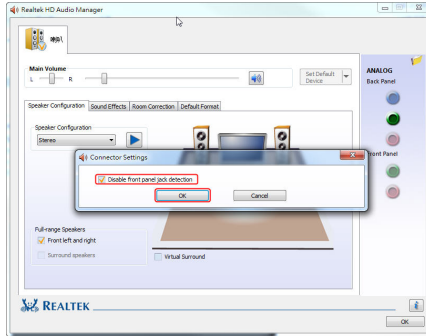 Realtek HD Audio Manager
Main Volume
L
R
Set Default
Device
ANALOG
Back Panel
Speaker Configuration
Sound Effects
Room Correction
Default Format
Speaker Configuration
Stereo
Connector Settings
Front Panel
Disable front panel jack detection
OK
Cancel
Full-range Speakers
Front left and right
Surround speakers
Virtual Surround
REALTEK
OK